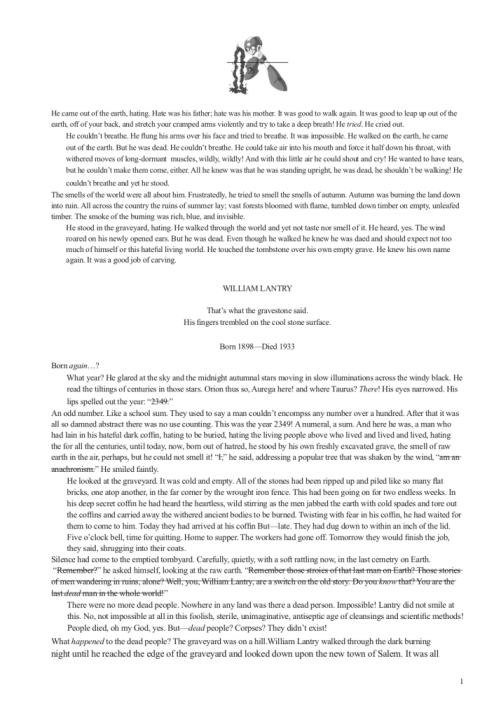 He came out of the earth, hating. Hate was his father; hate was his mother. It was good to walk again. It was good to leap up out of the
earth, off of your back, and stretch your cramped arms violently and try to take a deep breath! He tried. He cried out.
He couldn't breathe. He flung his arms over his face and tried to breathe. It was impossible. He walked on the earth, he came
out of the earth. But he was dead. He couldn't breathe. He could take air into his mouth and force it half down his throat, with
withered moves of long-dormant muscles, wildly, wildly! And with this little air he could shout and cry! He wanted to have tears,
but he couldn't make them come, either. All he knew was that he was standing upright, he was dead, he shouldn't be walking! He
couldn't breathe and yet he stood.
The smells of the world were all about him. Frustratedly, he tried to smell the smells of autumn. Autumn was burning the land down
into ruin. All across the country the ruins of summer lay; vast forests bloomed with flame, tumbled down timber on empty, unleafed
timber. The smoke of the burning was rich, blue, and invisible.
He stood in the graveyard, hating. He walked through the world and yet not taste nor smell of it. He heard, yes. The wind
roared on his newly opened ears. But he was dead. Even though he walked he knew he was daed and should expect not too
much of himself or this hateful living world. He touched the tombstone over his own empty grave. He knew his own name
again. It was a good job of carving.
WILLIAM LANTRY
That's what the gravestone said.
His fingers trembled on the cool stone surface.
Born 1898—Died 1933
Born again…?
What year? He glared at the sky and the midnight autumnal stars moving in slow illuminations across the windy black. He
read the tiltings of centuries in those stars. Orion thus so, Aurega here! and where Taurus? There! His eyes narrowed. His
lips spelled out the year: "2349."
An odd number. Like a school sum. They used to say a man couldn't encompss any number over a hundred. After that it was
all so damned abstract there was no use counting. This was the year 2349! A numeral, a sum. And here he was, a man who
had lain in his hateful dark coffin, hating to be buried, hating the living people above who lived and lived and lived, hating
the for all the centuries, until today, now, born out of hatred, he stood by his own freshly excavated grave, the smell of raw
earth in the air, perhaps, but he could not smell it! "I," he said, addressing a popular tree that was shaken by the wind, "am an
anachronism." He smiled faintly.
He looked at the graveyard. It was cold and empty. All of the stones had been ripped up and piled like so many flat
bricks, one atop another, in the far corner by the wrought iron fence. This had been going on for two endless weeks. In
his deep secret coffin he had heard the heartless, wild stirring as the men jabbed the earth with cold spades and tore out
the coffins and carried away the withered ancient bodies to be burned. Twisting with fear in his coffin, he had waited for
them to come to him. Today they had arrived at his coffin But—late. They had dug down to within an inch of the lid.
Five o'clock bell, time for quitting. Home to supper. The workers had gone off. Tomorrow they would finish the job,
they said, shrugging into their coats.
Silence had come to the emptied tombyard. Carefully, quietly, with a soft rattling now, in the last cemetry on Earth.
"Remember?" he asked himself, looking at the raw earth. "Remember those stroies of that last man on Earth? Those stories
of men wandering in ruins, alone? Well, you, William Lantry, are a switch on the old story. Do you know that? You are the
last dead man in the whole world!"
There were no more dead people. Nowhere in any land was there a dead person. Impossible! Lantry did not smile at
this. No, not impossible at all in this foolish, sterile, unimaginative, antiseptic age of cleansings and scientific methods!
People died, oh my God, yes. But—dead people? Corpses? They didn't exist!
What happened to the dead people? The graveyard was on a hill.William Lantry walked through the dark burning
night until he reached the edge of the graveyard and looked down upon the new town of Salem. It was all
1